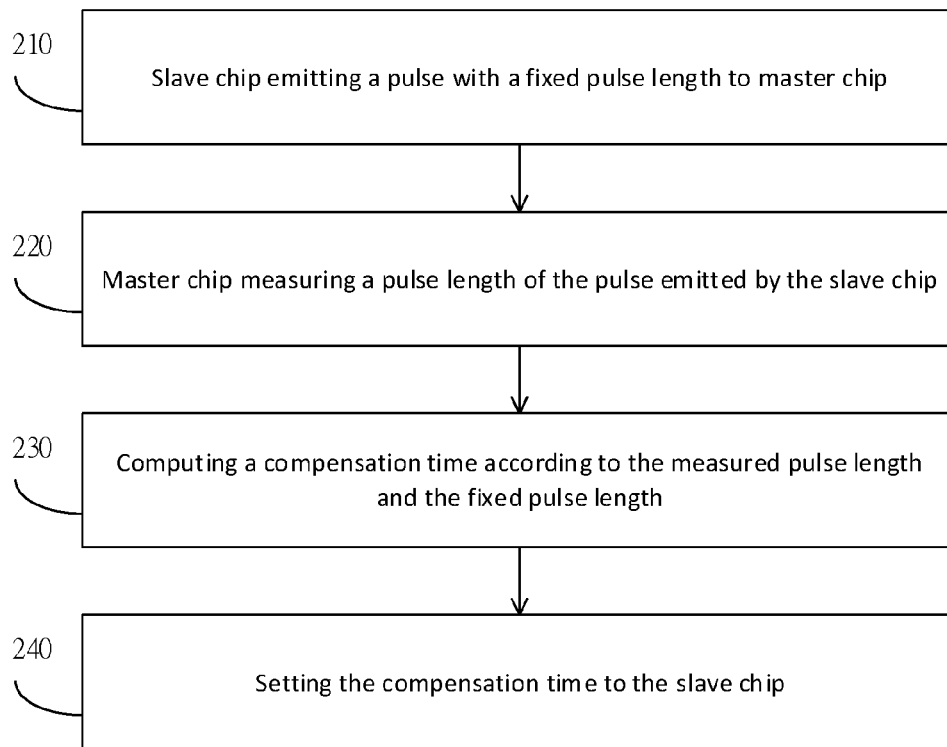 210
Slave chip emitting a pulse with a fixed pulse length to master chip
220
Master chip measuring a pulse length of the pulse emitted by the slave chip
230
Computing a compensation time according to the measured pulse length
and the fixed pulse length
240
Setting the compensation time to the slave chip